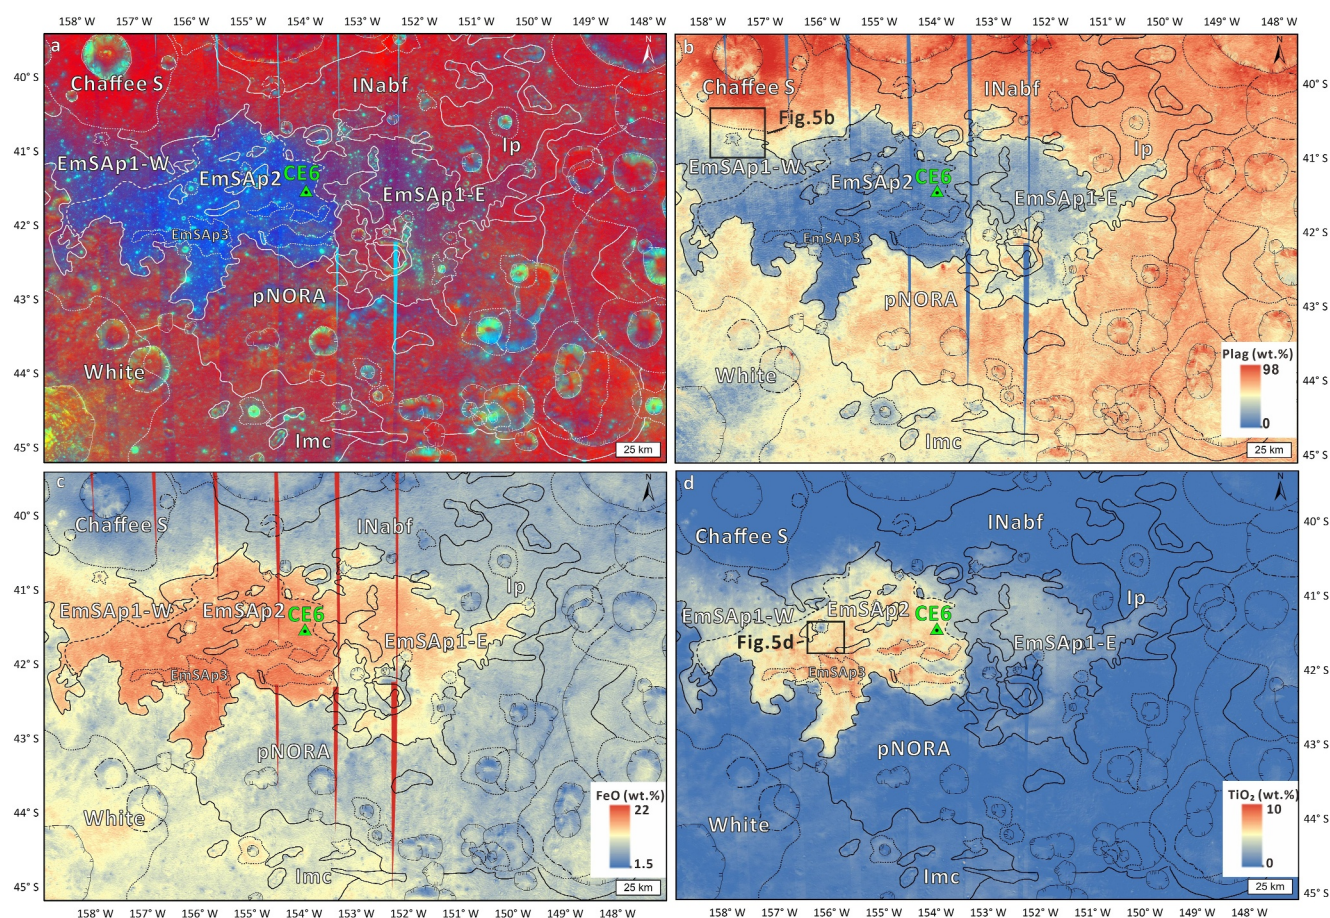 158° W 157° W 156° W 155° W 154° W 153° W 152° W 151° W 150° W 149° W 148° W
158° W 157° W 156° W 155° W 154° W 153° W 152° W 151° W 150° W 149° W 148° W
a
N
Chaffee S
INabf
Ip
EmSAp1-W
EmSAp2
CE6
EmSAp1-E
EmSAp3
pNORA
White
Imc
25 km
40° S
41° S
42° S
43° S
44° S
45° S
b
N
Chaffee S
INabf
Fig.5b
Ip
EmSAp1-W
EmSAp2
CE6
EmSAp1-E
EmSAp3
pNORA
White
Imc
Plag (wt.%)
98
0
25 km
40° S
41° S
42° S
43° S
44° S
45° S
c
N
Chaffee S
INabf
Ip
EmSAp1-W
EmSAp2
CE6
EmSAp1-E
EmSAp3
pNORA
White
Imc
FeO (wt.%)
22
1.5
25 km
40° S
41° S
42° S
43° S
44° S
45° S
d
N
Chaffee S
INabf
Ip
EmSAp1-W
EmSAp2
CE6
Fig.5d
EmSAp1-E
EmSAp3
pNORA
White
Imc
TiO₂ (wt.%)
10
0
25 km
40° S
41° S
42° S
43° S
44° S
45° S
158° W 157° W 156° W 155° W 154° W 153° W 152° W 151° W 150° W 149° W 148° W
158° W 157° W 156° W 155° W 154° W 153° W 152° W 151° W 150° W 149° W 148° W